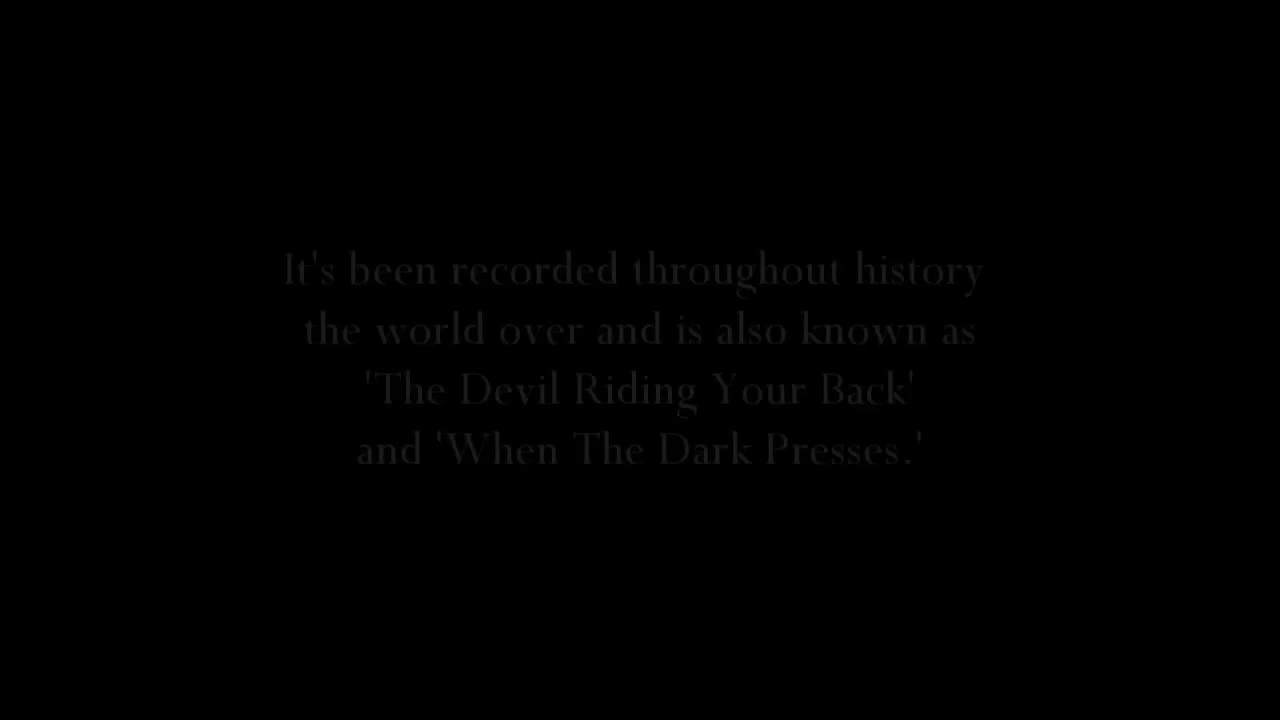 It's been recorded throughout history
the world over and is also known as
'The Devil Riding Your Back'
and 'When The Dark Presses.'